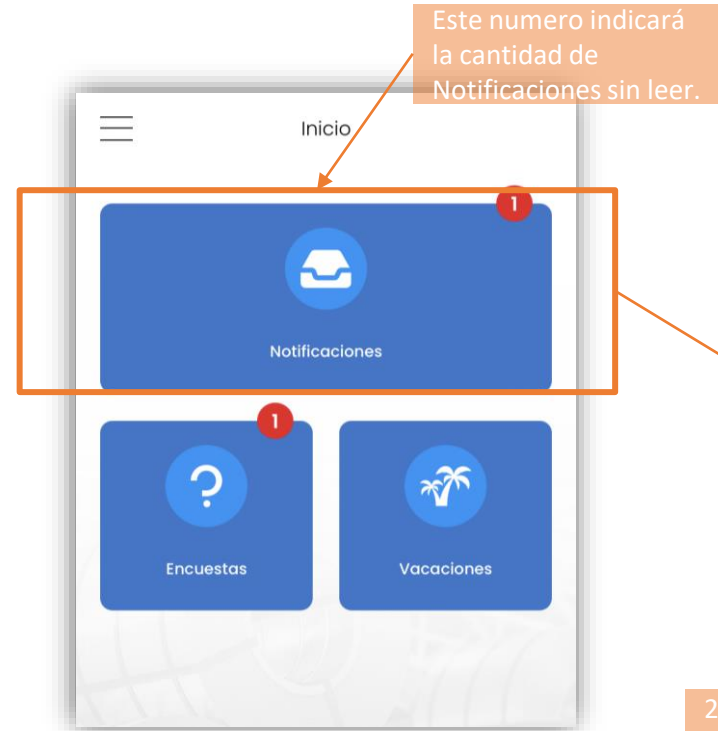 Este numero indicará
la cantidad de
Notificaciones sin leer.
Inicio
1
Notificaciones
1
?
Encuestas
Vacaciones
2